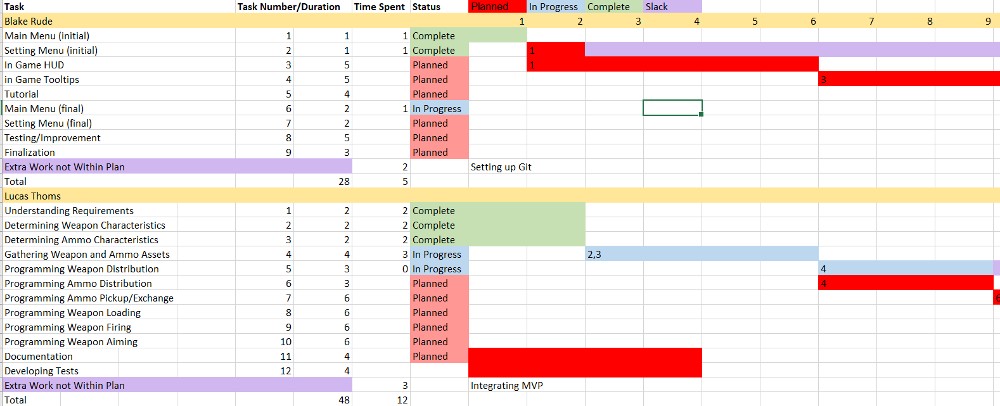 Task Task Number/Duration Time Spent Status Planned In Progress Complete Slack
Blake Rude 1 2 3 4 5 6 7 8 9
Main Menu (initial) 1 1 1 Complete
Setting Menu (initial) 2 1 1 Complete 1
In Game HUD 3 5 Planned 1
in Game Tooltips 4 5 Planned 3
Tutorial 5 4 Planned
Main Menu (final) 6 2 1 In Progress
Setting Menu (final) 7 2 Planned
Testing/Improvement 8 5 Planned
Finalization 9 3 Planned
Extra Work not Within Plan 2 Setting up Git
Total 28 5
Lucas Thoms
Understanding Requirements 1 2 2 Complete
Determining Weapon Characteristics 2 2 2 Complete
Determining Ammo Characteristics 3 2 2 Complete
Gathering Weapon and Ammo Assets 4 4 3 In Progress 2,3
Programming Weapon Distribution 5 3 0 In Progress 4
Programming Ammo Distribution 6 3 Planned 4
Programming Ammo Pickup/Exchange 7 6 Planned 6
Programming Weapon Loading 8 6 Planned
Programming Weapon Firing 9 6 Planned
Programming Weapon Aiming 10 6 Planned
Documentation 11 4 Planned
Developing Tests 12 4
Extra Work not Within Plan 3 Integrating MVP
Total 48 12